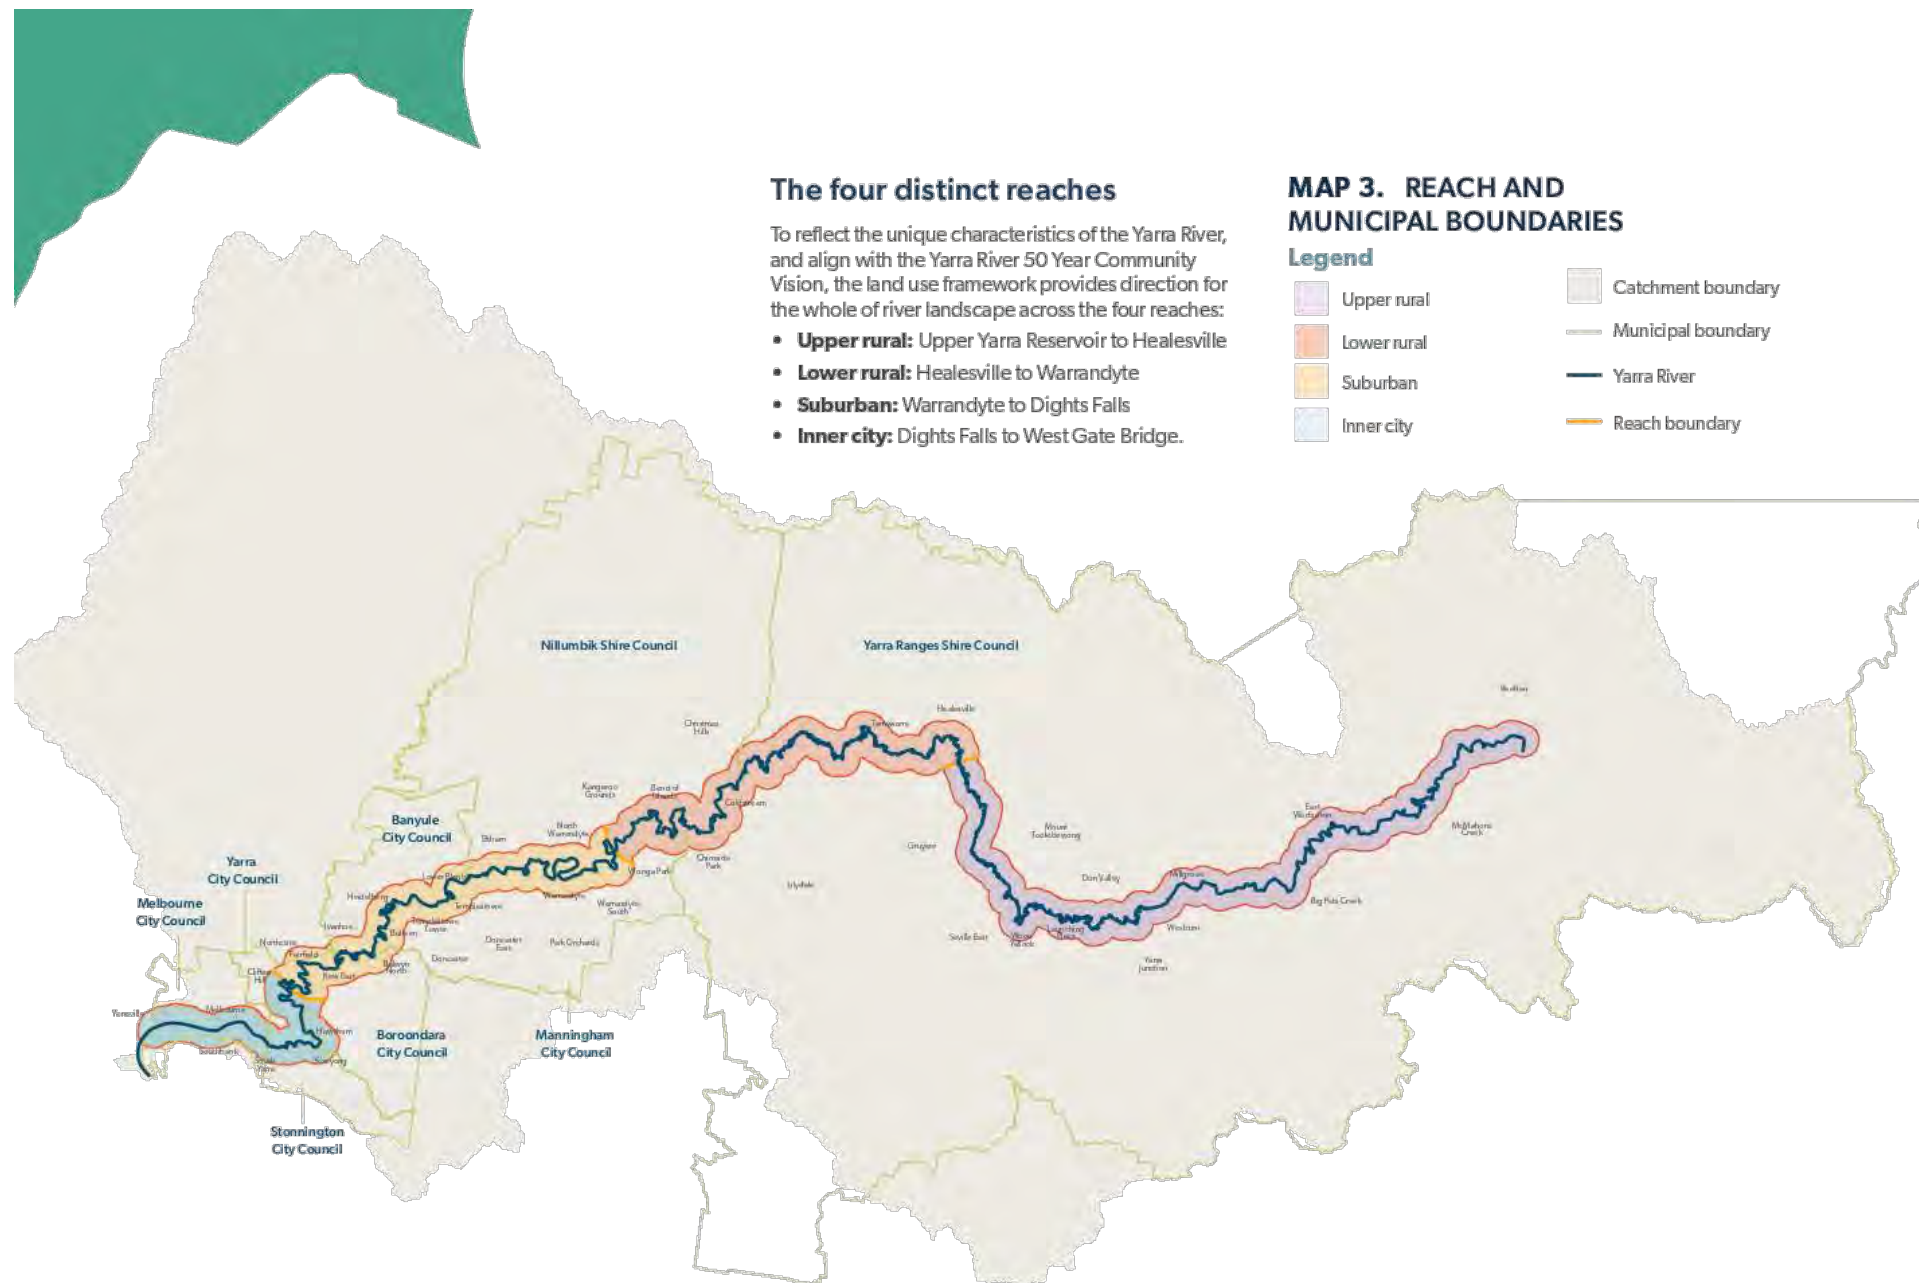 The four distinct reaches
To reflect the unique characteristics of the Yarra River,
and align with the Yarra River 50 Year Community
Vision, the land use framework provides direction for
the whole of river landscape across the four reaches:
• Upper rural: Upper Yarra Reservoir to Healesville
• Lower rural: Healesville to Warrandyte
• Suburban: Warrandyte to Dights Falls
• Inner city: Dights Falls to West Gate Bridge.
MAP 3. REACH AND
MUNICIPAL BOUNDARIES
Legend
Upper rural
Lower rural
Suburban
Inner city
Catchment boundary
Municipal boundary
Yarra River
Reach boundary
Nillumbik Shire Council
Yarra Ranges Shire Council
Healesville
Christmas
Hills
Kangaroo
Grounds
Bend of
Coldstream
North
Warrandyte
Eltham
Banyule
City Council
Yarra
City Council
Melbourne
City Council
Mount
Toolebewong
East
Warburton
McMahons
Creek
Gruyere
Chirnside
Park
Wonga Park
Lilydale
Don Valley
Millgrove
Big Pats Creek
Heidelberg
Lower Plenty
Templestowe
Warrandyte
Warrandyte
South
Ivanhoe
Templestowe
Lower
Bulleen
Northcote
Fairfield
Doncaster
East
Park Orchards
Doncaster
Balwyn
North
Kew East
Clifton
Hill
Seville East
Launching
Place
Wesburn
Yarra
Junction
Yarraville
Melbourne
Southbank
South
Yarra
Hawthorn
Kooyong
Boroondara
City Council
Manningham
City Council
Stonnington
City Council